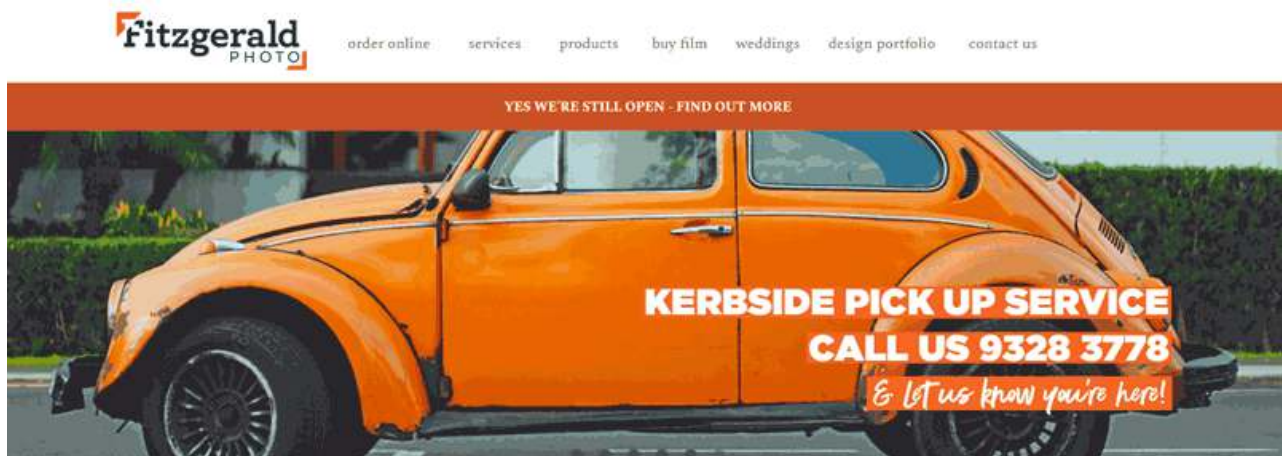 Fitzgerald
PHOTO
order online services products buy film weddings design portfolio contact us
YES WE'RE STILL OPEN - FIND OUT MORE
KERBSIDE PICK UP SERVICE
CALL US 9328 3778
& let us know you're here!